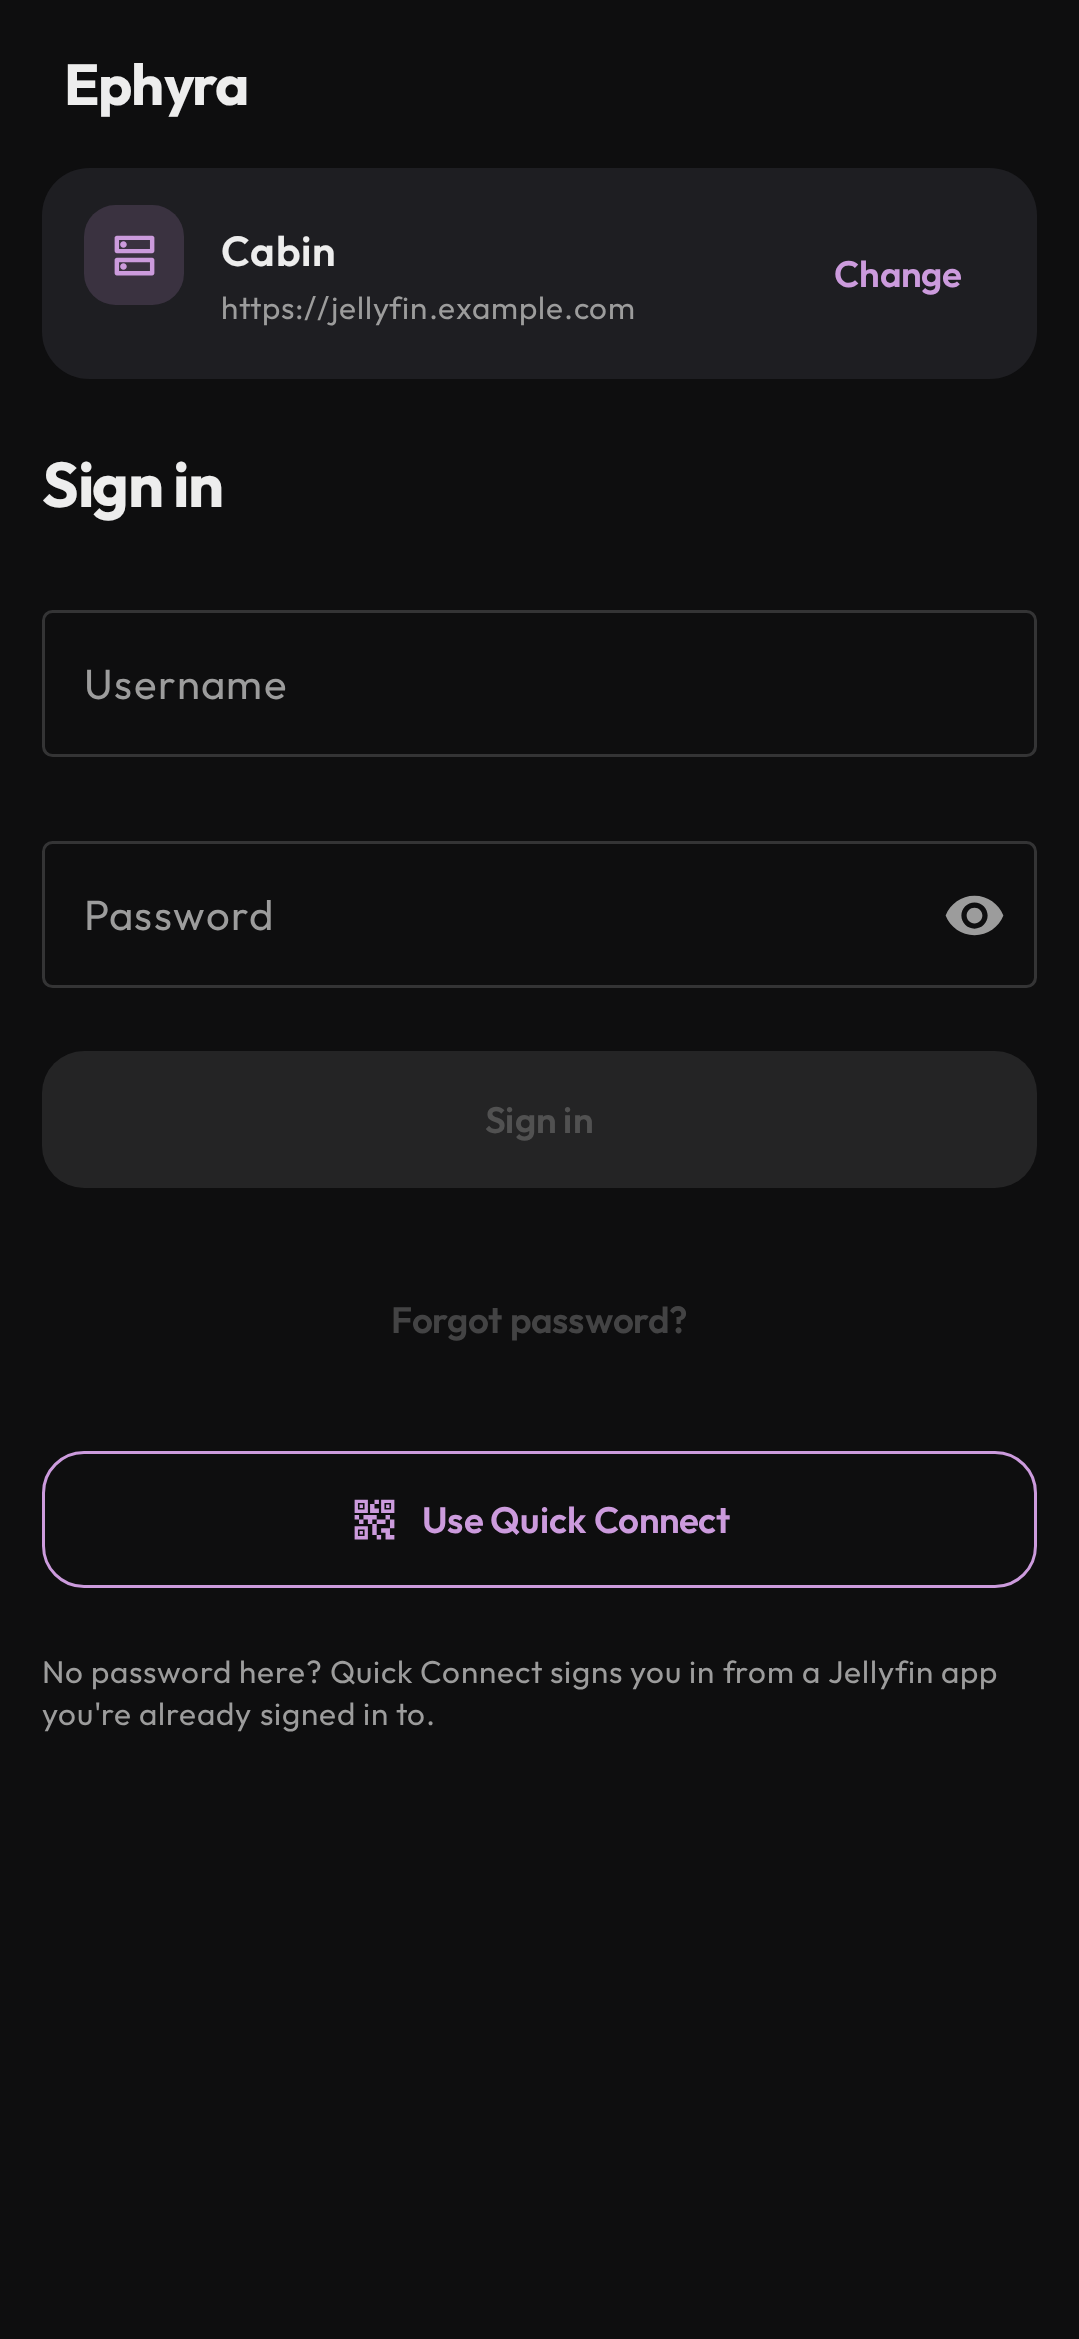 Ephyra
Cabin
https://jellyfin.example.com
Change
Sign in
Username
Password
Sign in
Forgot password?
Use Quick Connect
No password here? Quick Connect signs you in from a Jellyfin app
you're already signed in to.